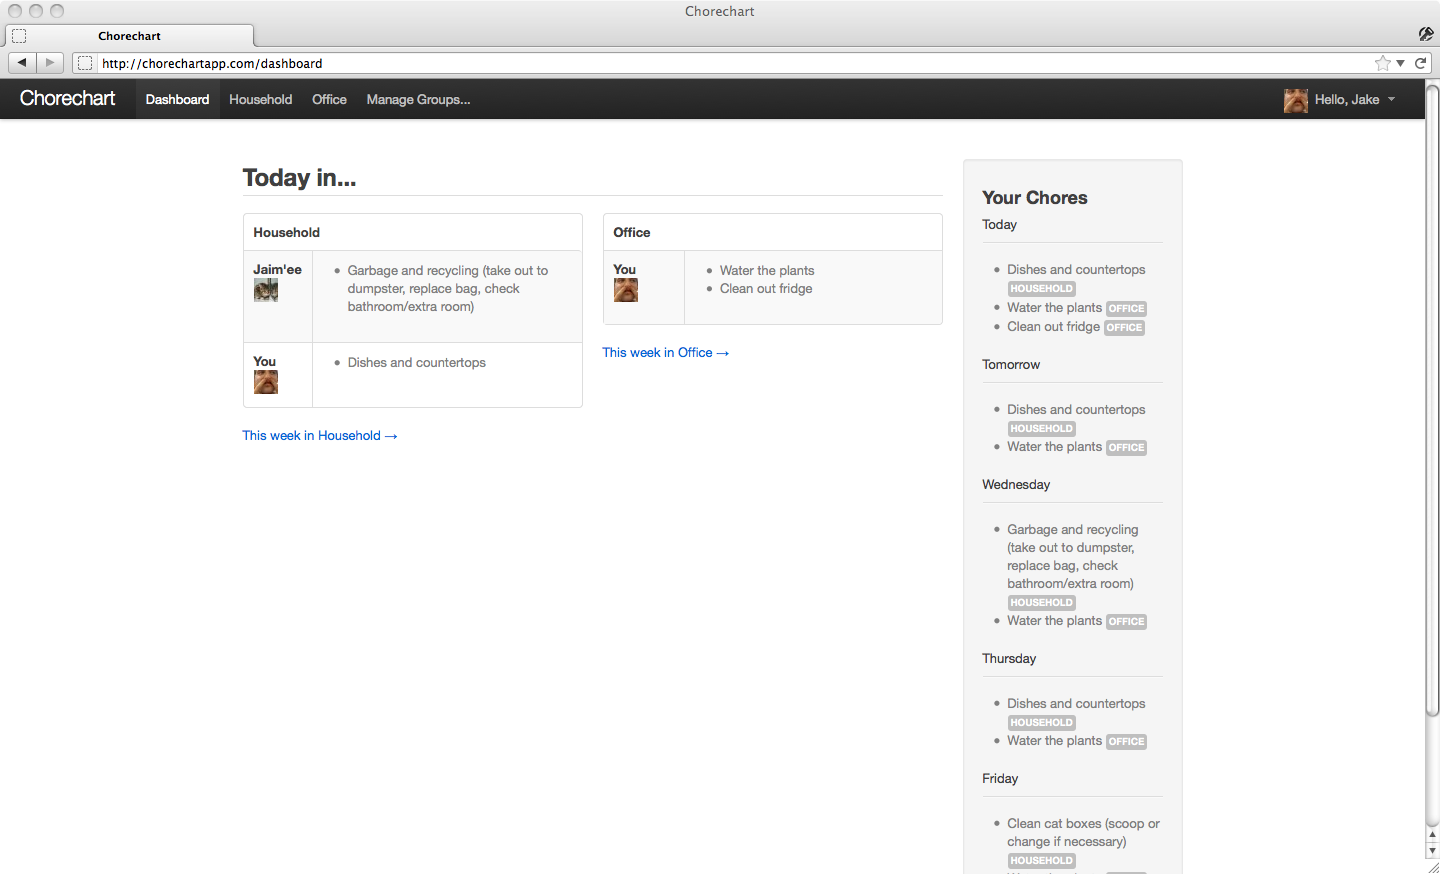 Chorechart
Chorechart
http://chorechartapp.com/dashboard
Chorechart Dashboard Household Office Manage Groups... Hello, Jake
Today in...
Household
Jaim'ee
Garbage and recycling (take out to
dumpster, replace bag, check
bathroom/extra room)
You
Dishes and countertops
This week in Household →
Office
You
Water the plants
Clean out fridge
This week in Office →
Your Chores
Today
Dishes and countertops
HOUSEHOLD
Water the plants OFFICE
Clean out fridge OFFICE
Tomorrow
Dishes and countertops
HOUSEHOLD
Water the plants OFFICE
Wednesday
Garbage and recycling
(take out to dumpster,
replace bag, check
bathroom/extra room)
HOUSEHOLD
Water the plants OFFICE
Thursday
Dishes and countertops
HOUSEHOLD
Water the plants OFFICE
Friday
Clean cat boxes (scoop or
change if necessary)
HOUSEHOLD